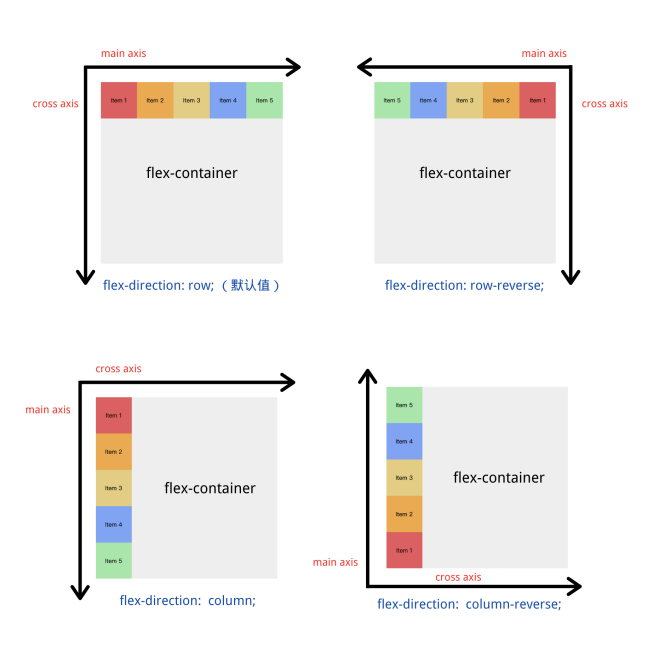 main axis
cross axis
Item 1 Item 2 Item 3 Item 4 Item 5
flex-container
flex-direction: row; （默认值）
main axis
cross axis
Item 5 Item 4 Item 3 Item 2 Item 1
flex-container
flex-direction: row-reverse;
cross axis
main axis
Item 1
Item 2
Item 3
Item 4
Item 5
flex-container
flex-direction: column;
Item 5
Item 4
Item 3
Item 2
Item 1
flex-container
main axis
cross axis
flex-direction: column-reverse;